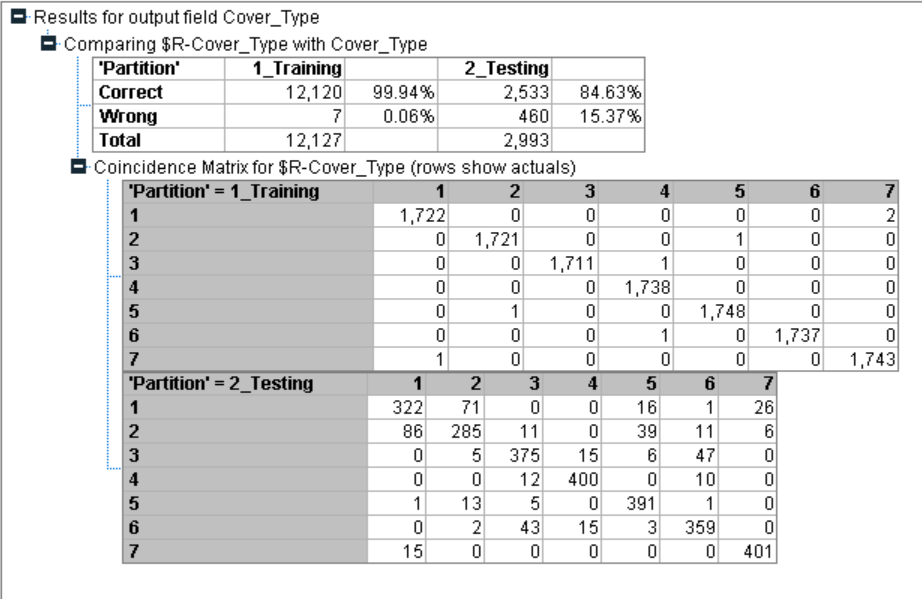 Results for output field Cover_Type
Comparing $R-Cover_Type with Cover_Type
'Partition' 1_Training 2_Testing
Correct 12,120 99.94% 2,533 84.63%
Wrong 7 0.06% 460 15.37%
Total 12,127 2,993
Coincidence Matrix for $R-Cover_Type (rows show actuals)
'Partition' = 1_Training 1 2 3 4 5 6 7
1 1,722 0 0 0 0 0 2
2 0 1,721 0 0 1 0 0
3 0 0 1,711 1 0 0 0
4 0 0 0 1,738 0 0 0
5 0 1 0 0 1,748 0 0
6 0 0 0 1 0 1,737 0
7 1 0 0 0 0 0 1,743
'Partition' = 2_Testing 1 2 3 4 5 6 7
1 322 71 0 0 16 1 26
2 86 285 11 0 39 11 6
3 0 5 375 15 6 47 0
4 0 0 12 400 0 10 0
5 1 13 5 0 391 1 0
6 0 2 43 15 3 359 0
7 15 0 0 0 0 0 401